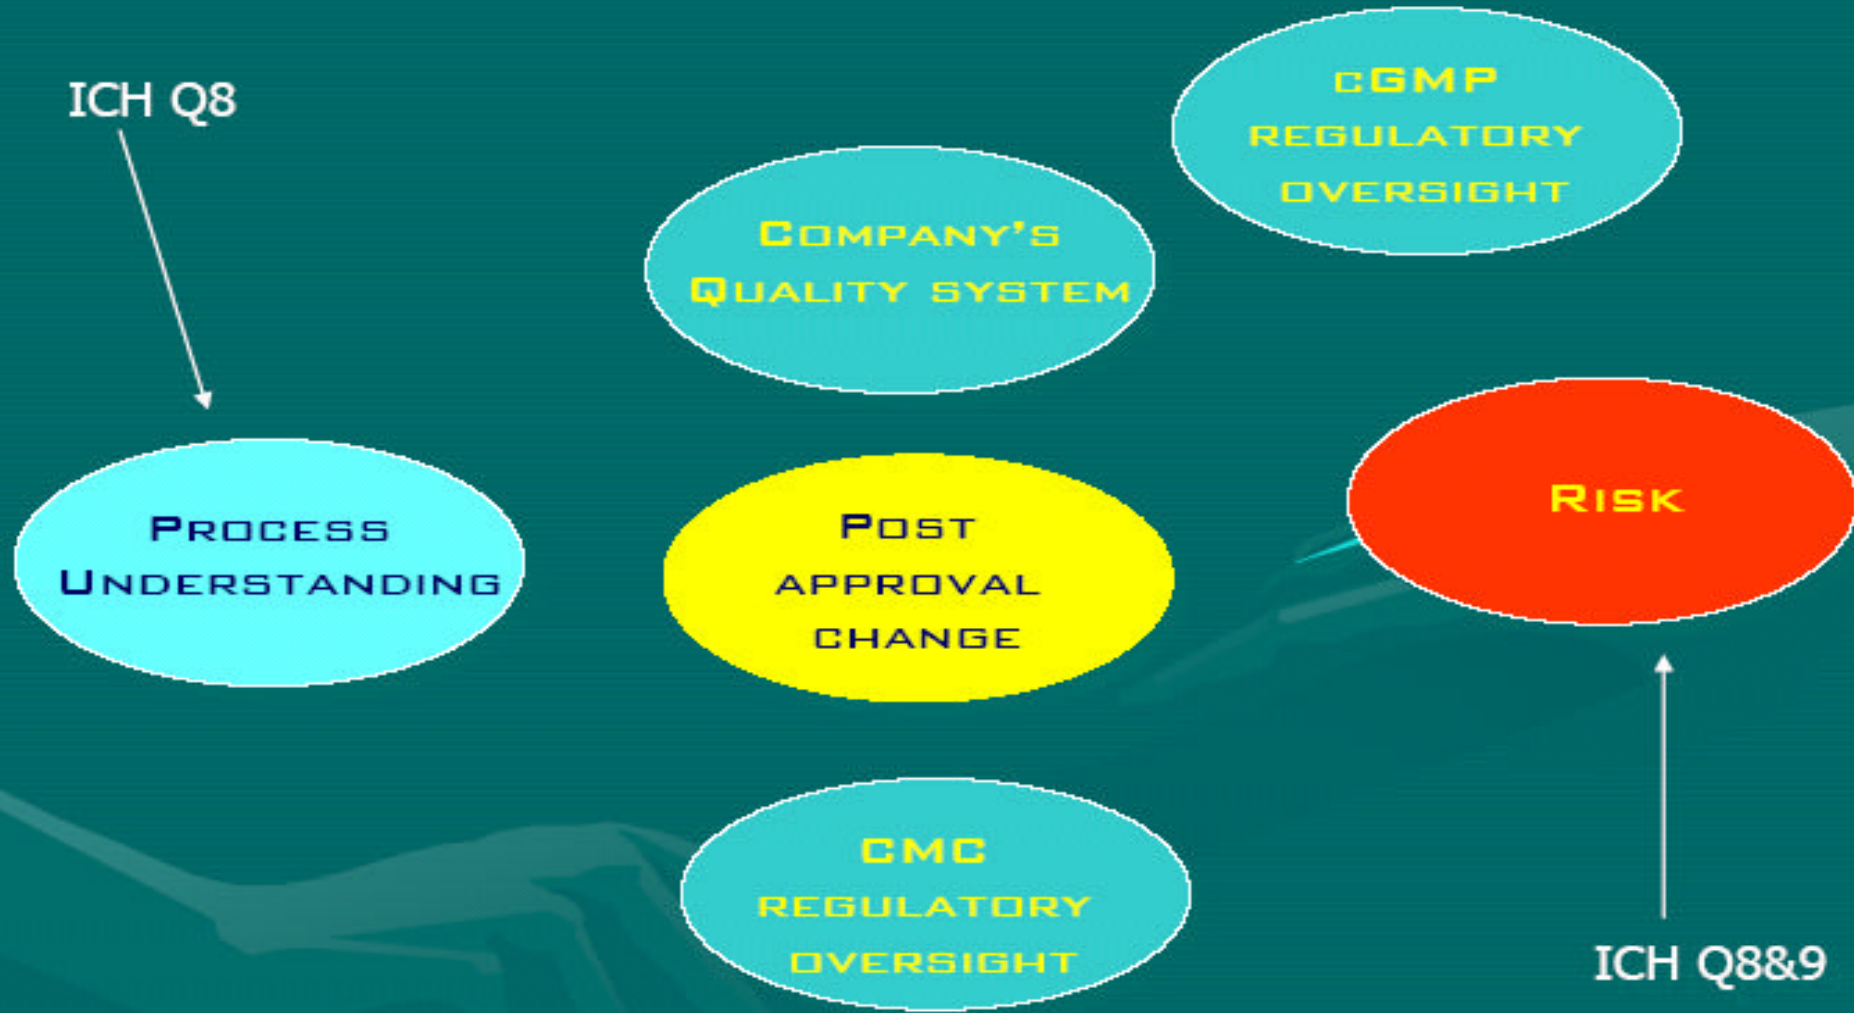 ICH Q8
cGMP
REGULATORY
OVERSIGHT
COMPANY'S
QUALITY SYSTEM
PROCESS
UNDERSTANDING
POST
APPROVAL
CHANGE
RISK
CMC
REGULATORY
OVERSIGHT
ICH Q8&9